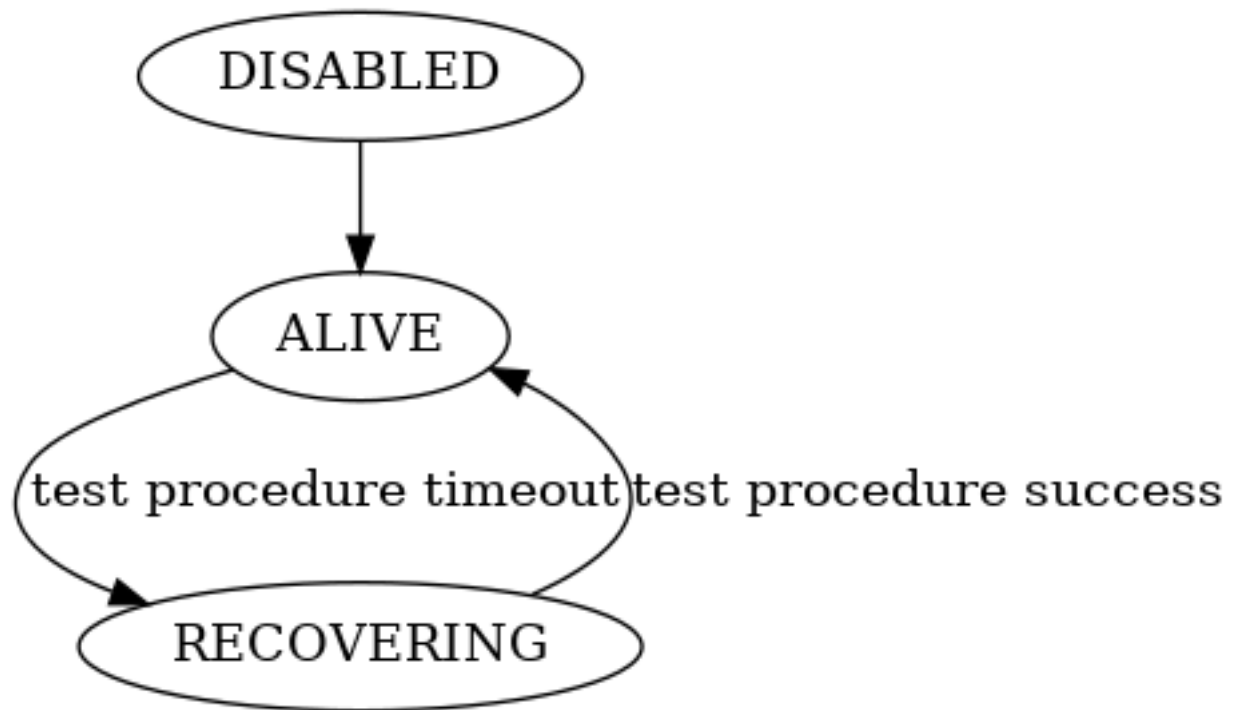 DISABLED
ALIVE
test procedure timeout
test procedure success
RECOVERING